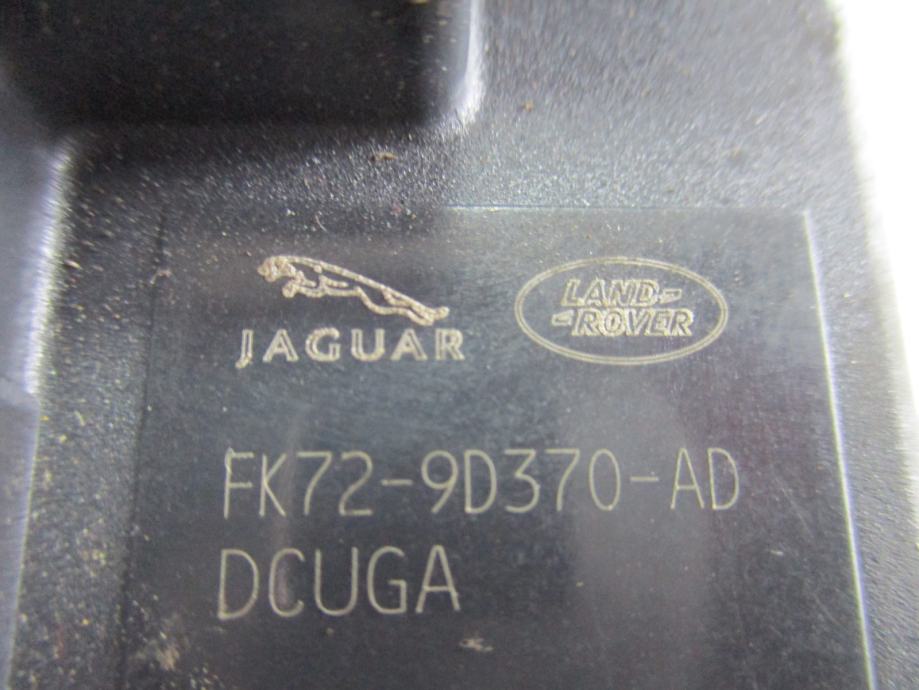 JAGUAR
LAND-
-ROVER
FK72-9D370-AD
DCUGA